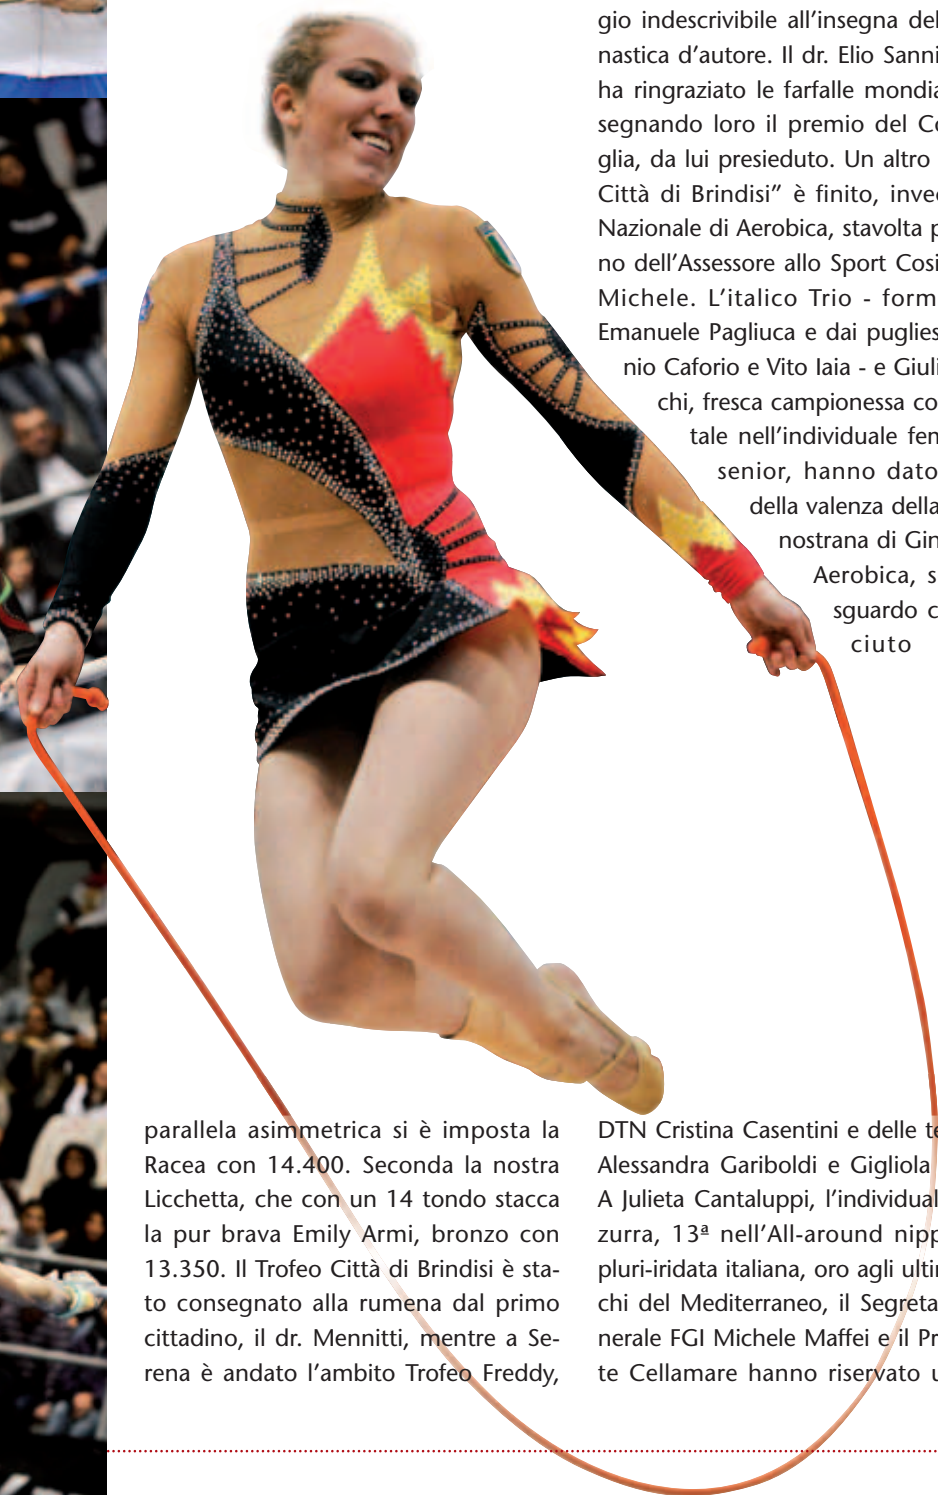 parallela asimmetrica si è imposta la
Racea con 14.400. Seconda la nostra
Licchetta, che con un 14 tondo stacca
la pur brava Emily Armi, bronzo con
13.350. Il Trofeo Città di Brindisi è sta-
to consegnato alla rumena dal primo
cittadino, il dr. Mennitti, mentre a Se-
rena è andato l’ambito Trofeo Freddy,
gio indescrivibile all’insegna del
nastica d’autore. Il dr. Elio Sanni
ha ringraziato le farfalle mondia
segnando loro il premio del Co
glia, da lui presieduto. Un altro
Città di Brindisi” è finito, invec
Nazionale di Aerobica, stavolta p
no dell’Assessore allo Sport Cosi
Michele. L’italico Trio - form
Emanuele Pagliuca e dai puglies
nio Caforio e Vito Iaia - e Giuli
chi, fresca campionessa co
tale nell’individuale fen
senior, hanno dato
della valenza della
nostrana di Gin
Aerobica, s
sguardo c
ciuto
DTN Cristina Casentini e delle te
Alessandra Gariboldi e Gigliola
A Julieta Cantaluppi, l’individual
zurra, 13ª nell’All-around nipp
pluri-iridata italiana, oro agli ultin
chi del Mediterraneo, il Segreta
nerale FGI Michele Maffei e il Pr
te Cellamare hanno riservato u